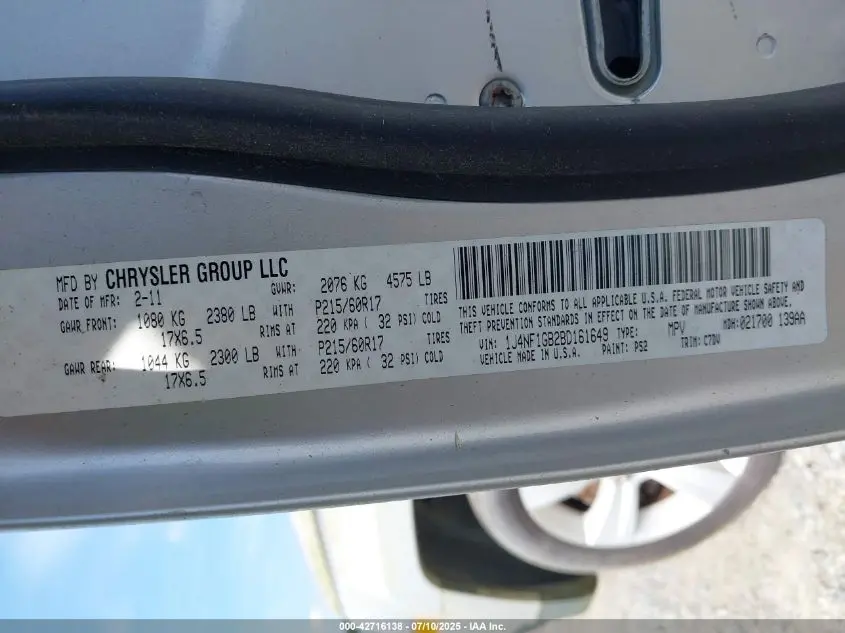 MFD BY CHRYSLER GROUP LLC
DATE OF MFR: 2-11 GVWR: 2076 KG 4575 LB
GAWR FRONT: 1080 KG 2380 LB WITH P215/60R17 TIRES
17X6.5 RIMS AT 220 KPA ( 32 PSI) COLD
GAWR REAR: 1044 KG 2300 LB WITH P215/60R17 TIRES
17X6.5 RIMS AT 220 KPA ( 32 PSI) COLD
THIS VEHICLE CONFORMS TO ALL APPLICABLE U.S.A. FEDERAL MOTOR VEHICLE SAFETY AND
THEFT PREVENTION STANDARDS IN EFFECT ON THE DATE OF MANUFACTURE SHOWN ABOVE.
VIN: 1J4NF1GB2BD161649 TYPE: MPV MDH:021700 139AA
VEHICLE MADE IN U.S.A. PAINT: PS2 TRIM: C7DV
000-42716138 - 07/10/2025 - IAA Inc.